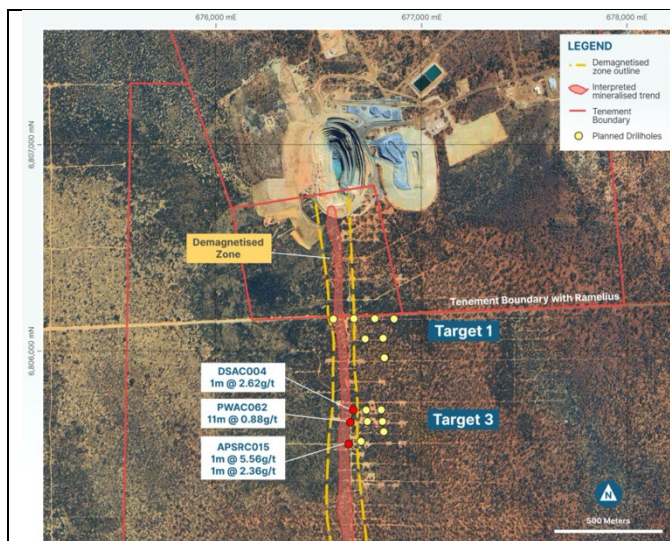 676,000 mE
677,000 mE
678,000 mE
LEGEND
Demagnetised
zone outline
Interpreted
mineralised trend
Tenement
Boundary
Planned Drillholes
6,807,000 mN
Demagnetised
Zone
Tenement Boundary with Ramelius
Target 1
6,806,000 mN
DSAC004
1m @ 2.62g/t
PWAC062
11m @ 0.88g/t
Target 3
APSRC015
1m @ 5.56g/t
1m @ 2.36g/t
N
500 Meters